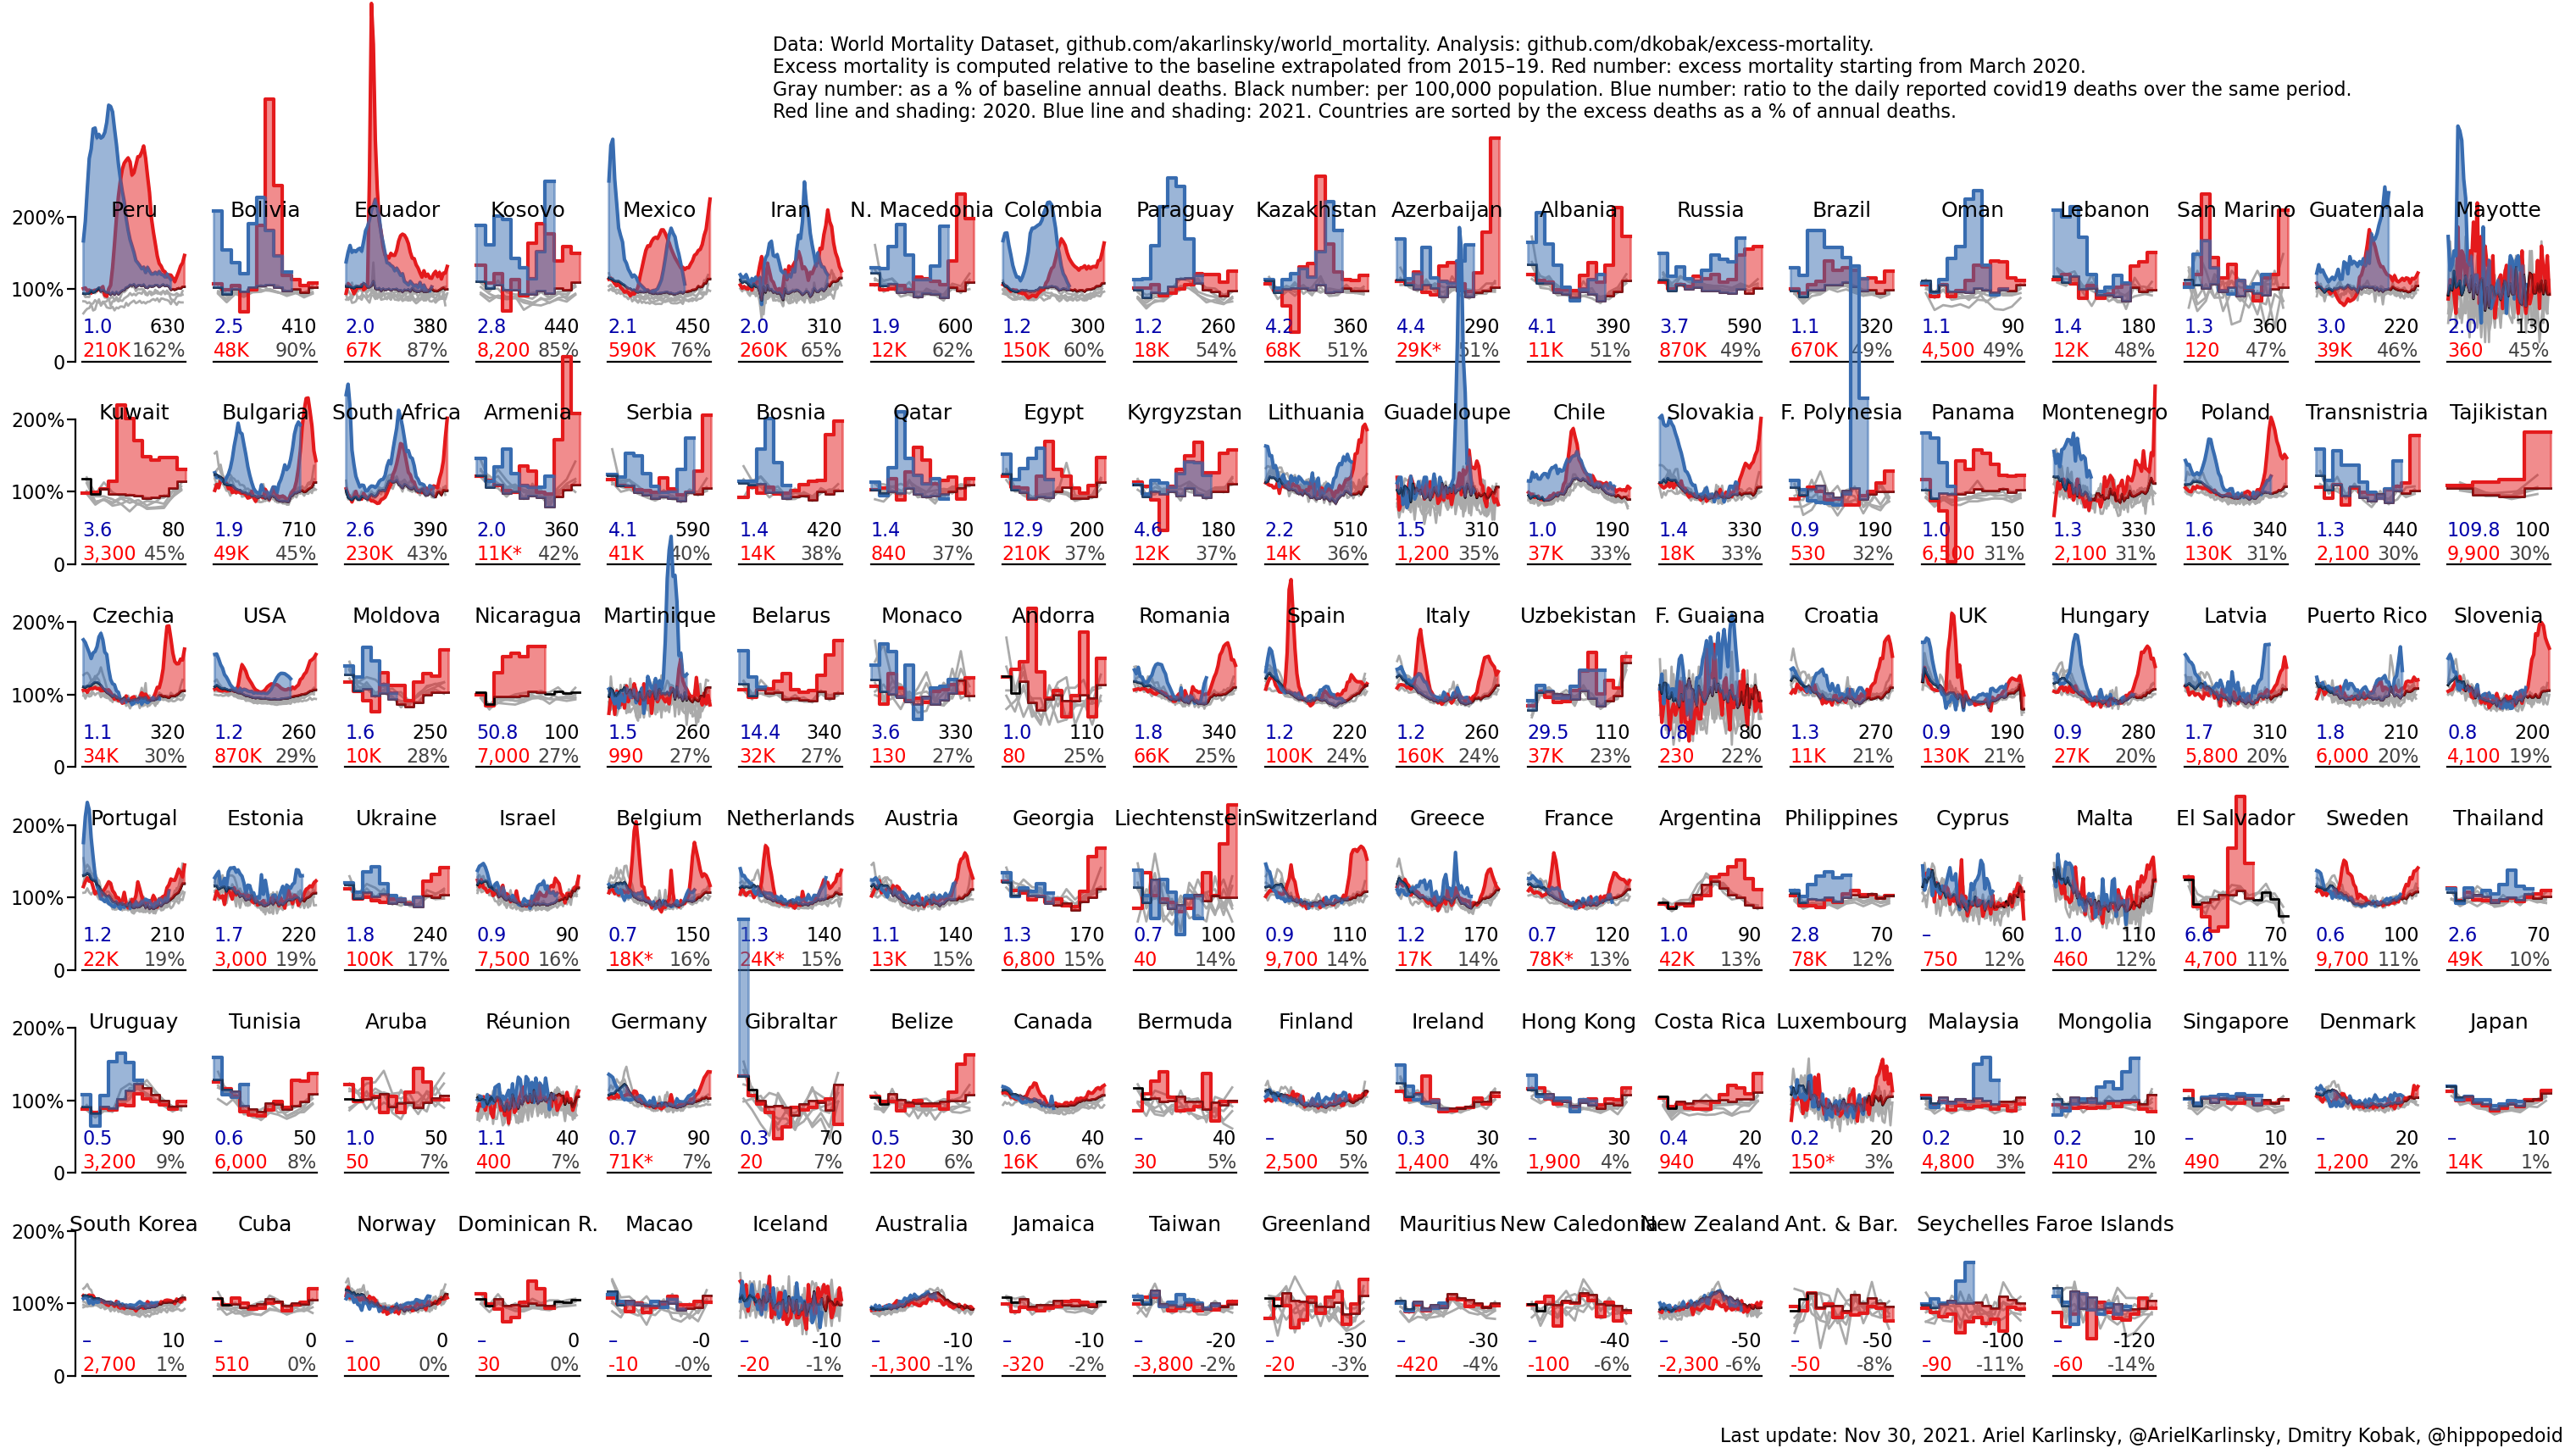 Data: World Mortality Dataset, github.com/akarlinsky/world_mortality. Analysis: github.com/dkobak/excess-mortality.
Excess mortality is computed relative to the baseline extrapolated from 2015–19. Red number: excess mortality starting from March 2020.
Gray number: as a % of baseline annual deaths. Black number: per 100,000 population. Blue number: ratio to the daily reported covid19 deaths over the same period.
Red line and shading: 2020. Blue line and shading: 2021. Countries are sorted by the excess deaths as a % of annual deaths.
200% Peru Bolivia Ecuador Kosovo Mexico Iran N. Macedonia Colombia Paraguay Kazakhstan Azerbaijan Albania Russia Brazil Oman Lebanon San Marino Guatemala Mayotte
100%
1.0 630 2.5 410 2.0 380 2.8 440 2.1 450 2.0 310 1.9 600 1.2 300 1.2 260 4.2 360 4.4 290 4.1 390 3.7 590 1.1 320 1.1 90 1.4 180 1.3 360 3.0 220 2.0 130
0 210K 162% 48K 90% 67K 87% 8,200 85% 590K 76% 260K 65% 12K 62% 150K 60% 18K 54% 68K 51% 29K* 51% 11K 51% 870K 49% 670K 49% 4,500 49% 12K 48% 120 47% 39K 46% 360 45%
200% Kuwait Bulgaria South Africa Armenia Serbia Bosnia Qatar Egypt Kyrgyzstan Lithuania Guadeloupe Chile Slovakia F. Polynesia Panama Montenegro Poland Transnistria Tajikistan
100%
3.6 80 1.9 710 2.6 390 2.0 360 4.1 590 1.4 420 1.4 30 12.9 200 4.6 180 2.2 510 1.5 310 1.0 190 1.4 330 0.9 190 1.0 150 1.3 330 1.6 340 1.3 440 109.8 100
0 3,300 45% 49K 45% 230K 43% 11K* 42% 41K 40% 14K 38% 840 37% 210K 37% 12K 37% 14K 36% 1,200 35% 37K 33% 18K 33% 530 32% 6,500 31% 2,100 31% 130K 31% 2,100 30% 9,900 30%
200% Czechia USA Moldova Nicaragua Martinique Belarus Monaco Andorra Romania Spain Italy Uzbekistan F. Guaiana Croatia UK Hungary Latvia Puerto Rico Slovenia
100%
1.1 320 1.2 260 1.6 250 50.8 100 1.5 260 14.4 340 3.6 330 1.0 110 1.8 340 1.2 220 1.2 260 29.5 110 0.8 80 1.3 270 0.9 190 0.9 280 1.7 310 1.8 210 0.8 200
0 34K 30% 870K 29% 10K 28% 7,000 27% 990 27% 32K 27% 130 27% 80 25% 66K 25% 100K 24% 160K 24% 37K 23% 230 22% 11K 21% 130K 21% 27K 20% 5,800 20% 6,000 20% 4,100 19%
200% Portugal Estonia Ukraine Israel Belgium Netherlands Austria Georgia Liechtenstein Switzerland Greece France Argentina Philippines Cyprus Malta El Salvador Sweden Thailand
100%
1.2 210 1.7 220 1.8 240 0.9 90 0.7 150 1.3 140 1.1 140 1.3 170 0.7 100 0.9 110 1.2 170 0.7 120 1.0 90 2.8 70 – 60 1.0 110 6.6 70 0.6 100 2.6 70
0 22K 19% 3,000 19% 100K 17% 7,500 16% 18K* 16% 24K* 15% 13K 15% 6,800 15% 40 14% 9,700 14% 17K 14% 78K* 13% 42K 13% 78K 12% 750 12% 460 12% 4,700 11% 9,700 11% 49K 10%
200% Uruguay Tunisia Aruba Réunion Germany Gibraltar Belize Canada Bermuda Finland Ireland Hong Kong Costa Rica Luxembourg Malaysia Mongolia Singapore Denmark Japan
100%
0.5 90 0.6 50 1.0 50 1.1 40 0.7 90 0.3 70 0.5 30 0.6 40 – 40 – 50 0.3 30 – 30 0.4 20 0.2 20 0.2 10 0.2 10 – 10 – 20 – 10
0 3,200 9% 6,000 8% 50 7% 400 7% 71K* 7% 20 7% 120 6% 16K 6% 30 5% 2,500 5% 1,400 4% 1,900 4% 940 4% 150* 3% 4,800 3% 410 2% 490 2% 1,200 2% 14K 1%
200% South Korea Cuba Norway Dominican R. Macao Iceland Australia Jamaica Taiwan Greenland Mauritius New Caledonia New Zealand Ant. & Bar. Seychelles Faroe Islands
100%
– 10 – 0 – 0 – 0 – -0 – -10 – -10 – -10 – -20 – -30 – -30 – -40 – -50 – -50 – -100 – -120
0 2,700 1% 510 0% 100 0% 30 0% -10 -0% -20 -1% -1,300 -1% -320 -2% -3,800 -2% -20 -3% -420 -4% -100 -6% -2,300 -6% -50 -8% -90 -11% -60 -14%
Last update: Nov 30, 2021. Ariel Karlinsky, @ArielKarlinsky, Dmitry Kobak, @hippopedoid